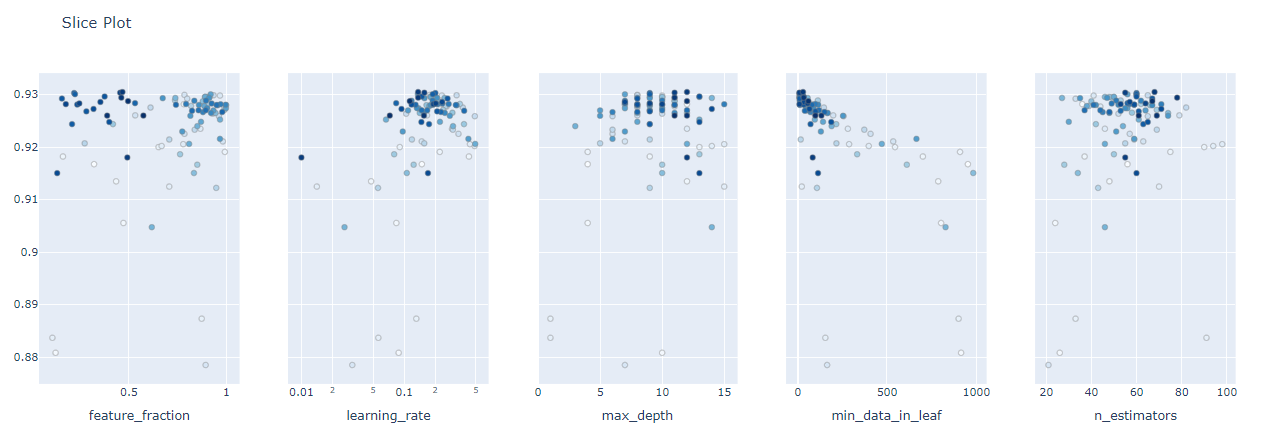 Slice Plot
0.93
0.92
0.91
0.9
0.89
0.88
0.5 1 0.01 2 5 0.1 2 5 0 5 10 15 0 500 1000 20 40 60 80 100
feature_fraction learning_rate max_depth min_data_in_leaf n_estimators